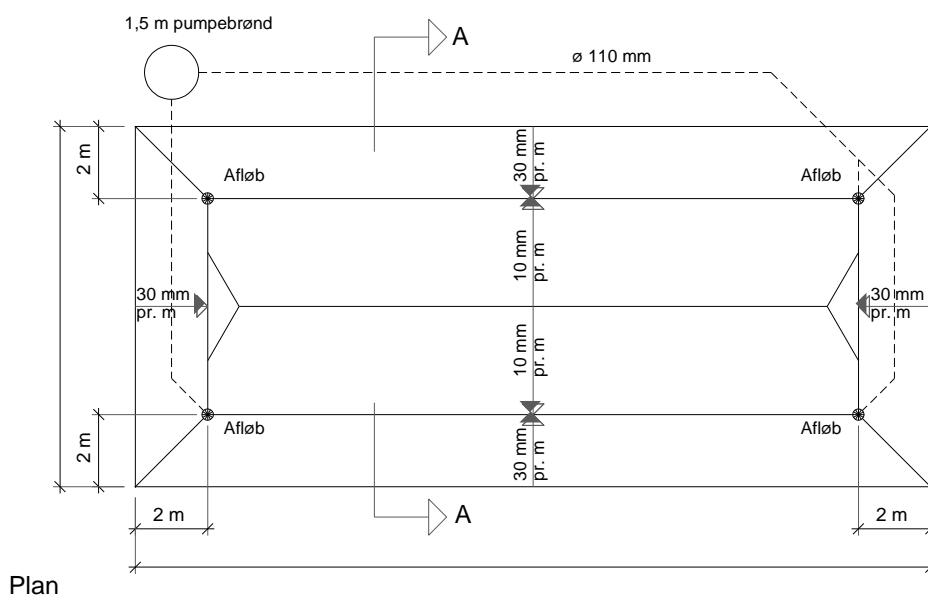 1,5 m pumpebrønd
A
ø 110 mm
2 m
30 mm
pr. m
Afløb
Afløb
10 mm
pr. m
30 mm
pr. m
30 mm
pr. m
10 mm
pr. m
2 m
Afløb
Afløb
30 mm
pr. m
2 m
A
2 m
Plan